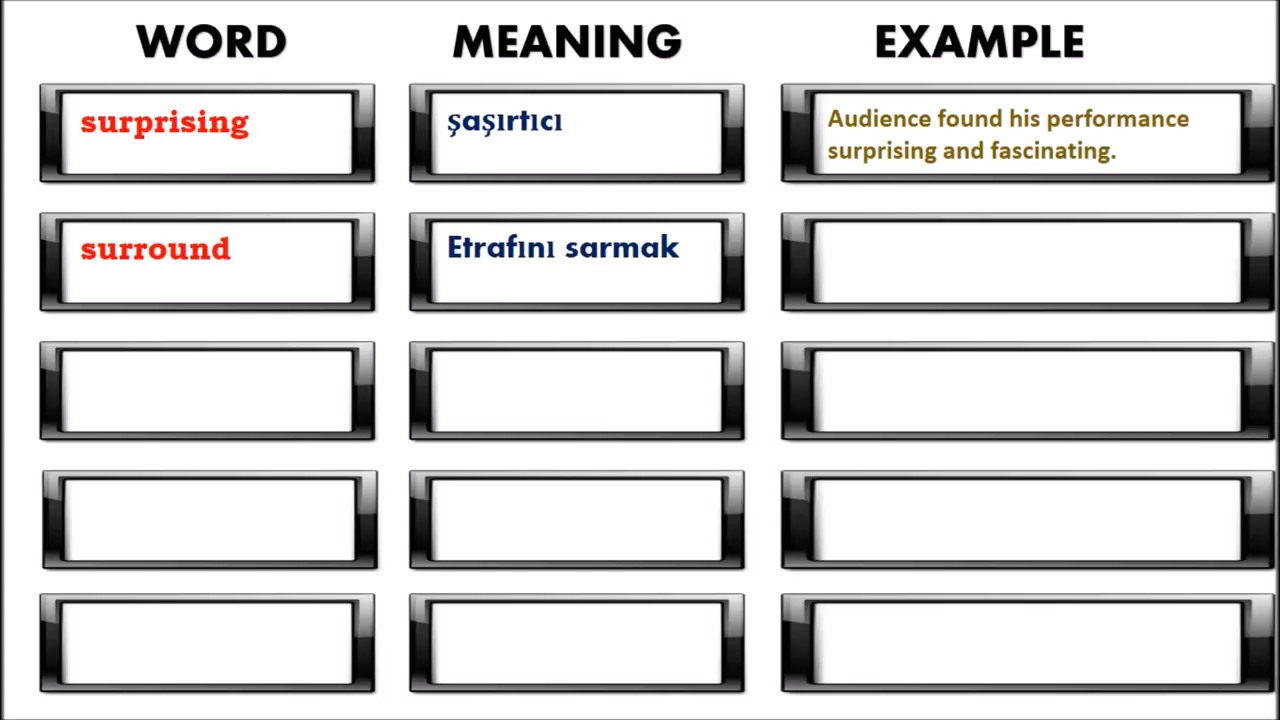 WORD MEANING EXAMPLE
surprising
şaşırtıcı
Audience found his performance
surprising and fascinating.
surround
Etrafını sarmak